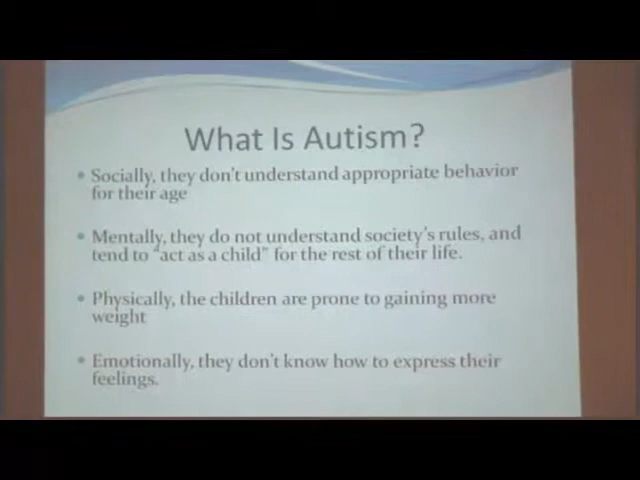 What Is Autism?
• Socially, they don't understand appropriate behavior
for their age
• Mentally, they do not understand society's rules, and
tend to "act as a child" for the rest of their life.
• Physically, the children are prone to gaining more
weight
• Emotionally, they don't know how to express their
feelings.